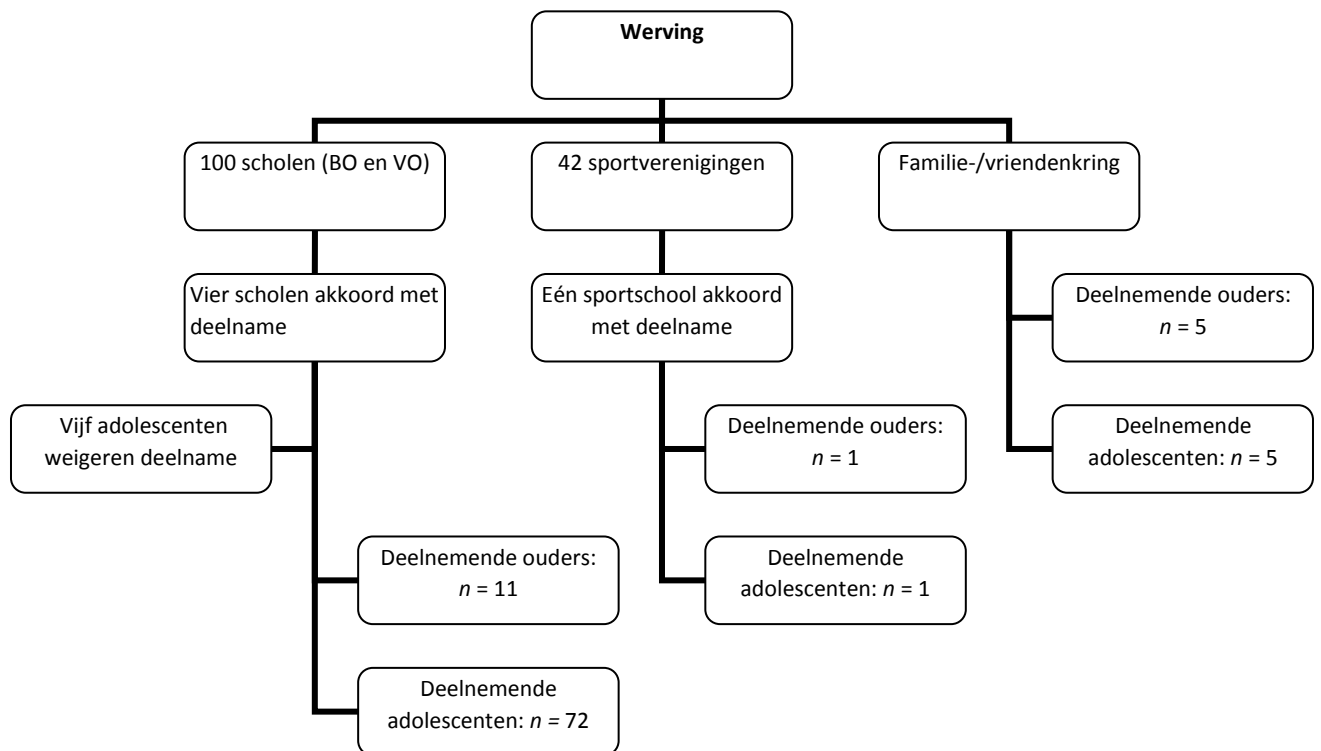 Werving
100 scholen (BO en VO)
42 sportverenigingen
Familie-/vriendenkring
Vier scholen akkoord met
deelname
Eén sportschool akkoord
met deelname
Deelnemende ouders:
n = 5
Vijf adolescenten
weigeren deelname
Deelnemende ouders:
n = 1
Deelnemende
adolescenten: n = 5
Deelnemende ouders:
n = 11
Deelnemende
adolescenten: n = 1
Deelnemende
adolescenten: n = 72